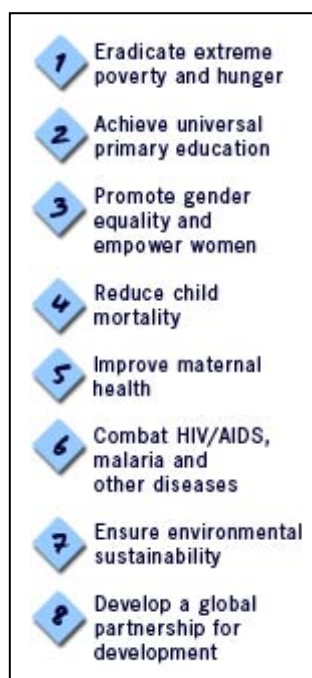 1 Eradicate extreme
poverty and hunger
2 Achieve universal
primary education
3 Promote gender
equality and
empower women
4 Reduce child
mortality
5 Improve maternal
health
6 Combat HIV/AIDS,
malaria and
other diseases
7 Ensure environmental
sustainability
8 Develop a global
partnership for
development